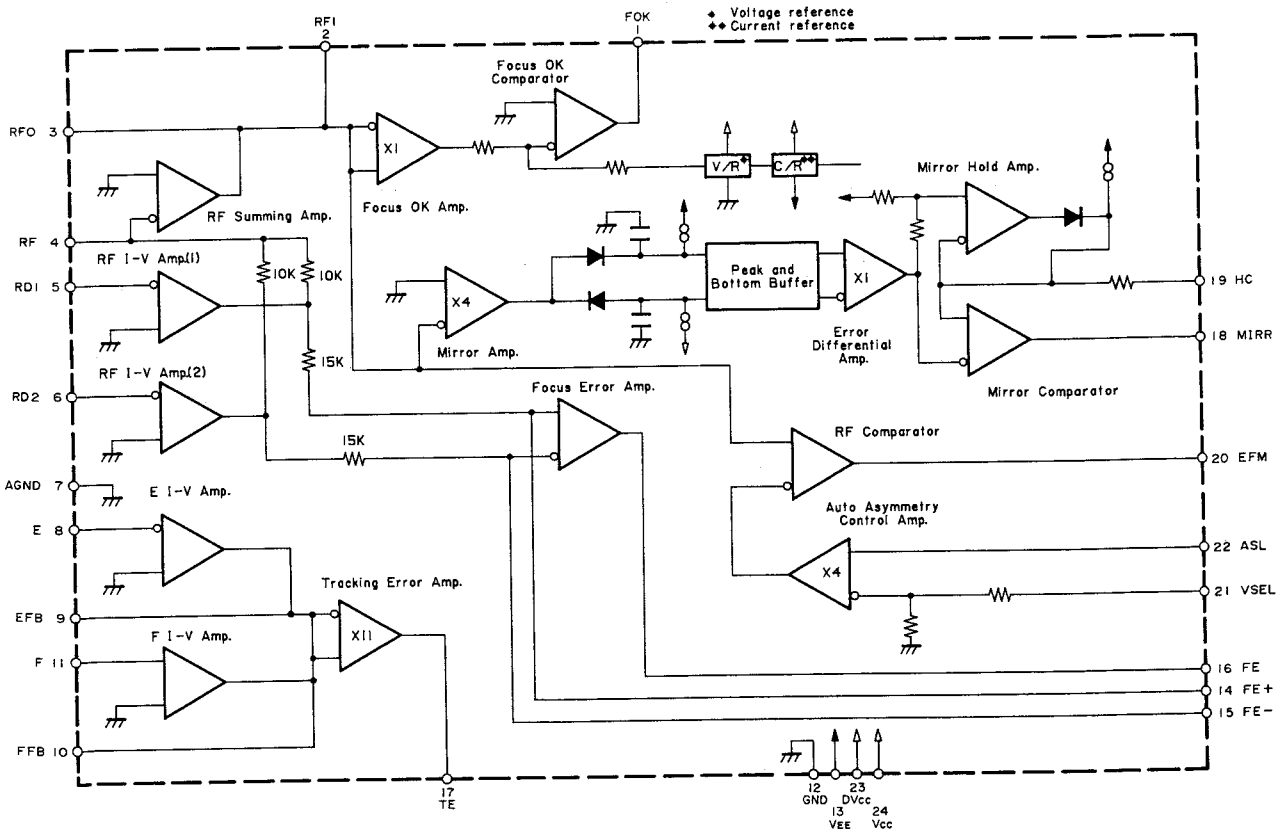 ◆ Voltage reference
◆◆ Current reference
RFI
2
FOK
1
Focus OK
Comparator
RFO 3
X1
V/R◆
C/R◆◆
Mirror Hold Amp.
RF Summing Amp.
Focus OK Amp.
RF 4
RF I-V Amp.(1)
10K
10K
RD1 5
X4
Peak and
Bottom Buffer
X1
19 HC
Mirror Amp.
Error
Differential
Amp.
18 MIRR
15K
RF I-V Amp.(2)
Focus Error Amp.
Mirror Comparator
RD2 6
RF Comparator
15K
20 EFM
AGND 7
E I-V Amp.
Auto Asymmetry
Control Amp.
E 8
22 ASL
X4
Tracking Error Amp.
21 VSEL
EFB 9
F I-V Amp.
X11
F 11
16 FE
14 FE+
15 FE-
FFB 10
17
TE
12
GND
13
VEE
23
DVcc
24
Vcc